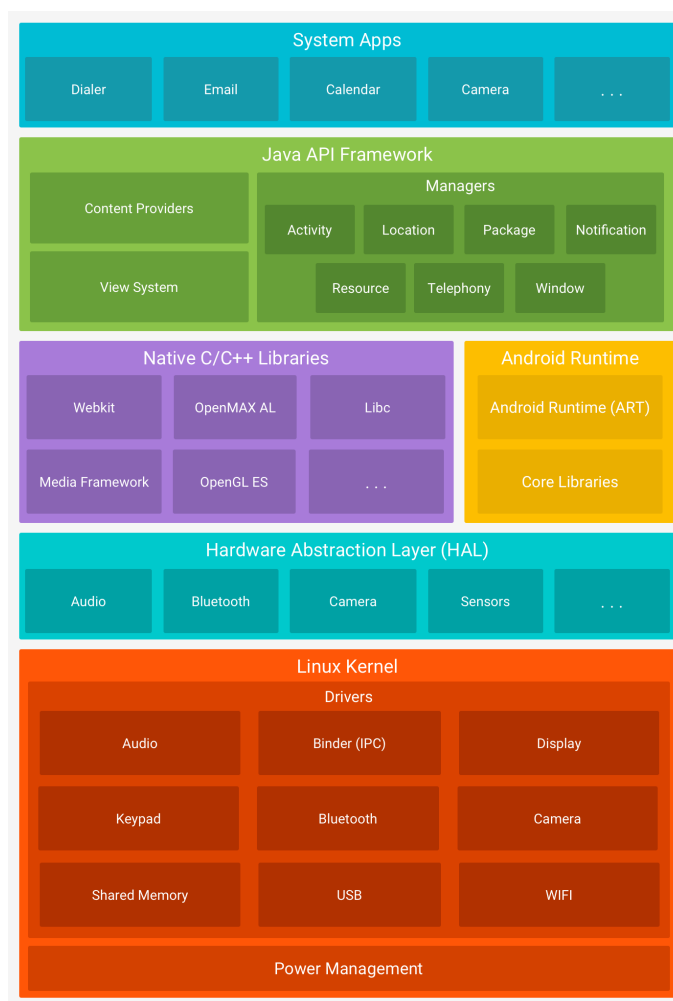 System Apps
Dialer
Email
Calendar
Camera
. . .
Java API Framework
Content Providers
View System
Managers
Activity
Location
Package
Notification
Resource
Telephony
Window
Native C/C++ Libraries
Webkit
OpenMAX AL
Libc
Media Framework
OpenGL ES
. . .
Android Runtime
Android Runtime (ART)
Core Libraries
Hardware Abstraction Layer (HAL)
Audio
Bluetooth
Camera
Sensors
. . .
Linux Kernel
Drivers
Audio
Binder (IPC)
Display
Keypad
Bluetooth
Camera
Shared Memory
USB
WIFI
Power Management